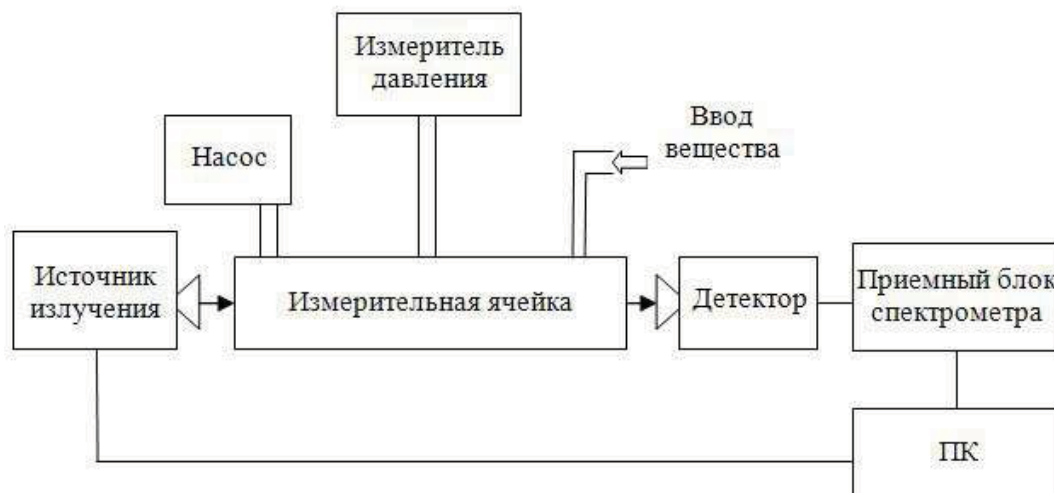 Измеритель
давления
Насос
Ввод
вещества
Источник
излучения
Измерительная ячейка
Детектор
Приемный блок
спектрометра
ПК